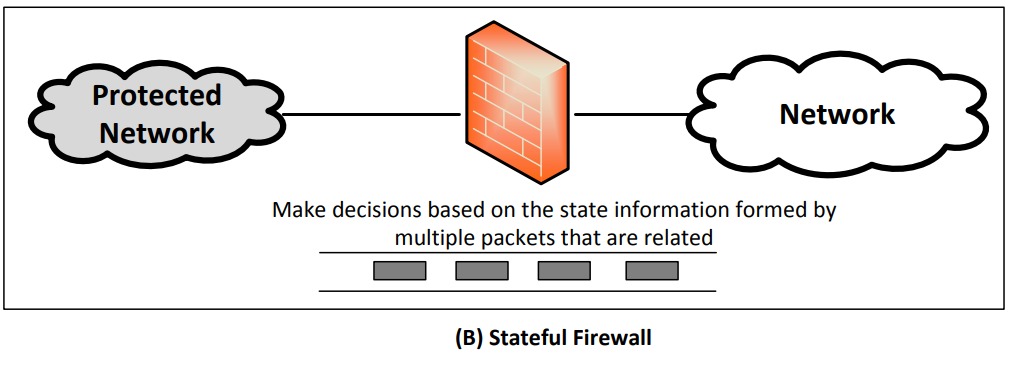 Protected
Network
Network
Make decisions based on the state information formed by
multiple packets that are related
(B) Stateful Firewall